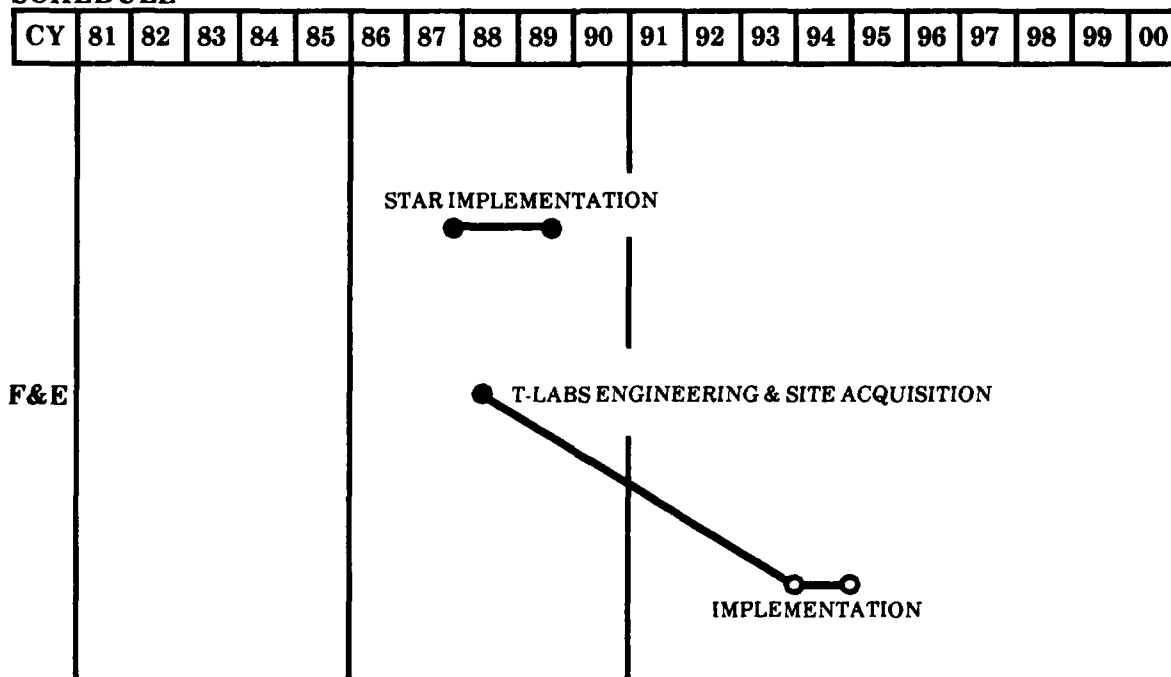 SCHEDULE
CY 81 82 83 84 85 86 87 88 89 90 91 92 93 94 95 96 97 98 99 00
STAR IMPLEMENTATION
F&E
T-LABS ENGINEERING & SITE ACQUISITION
IMPLEMENTATION